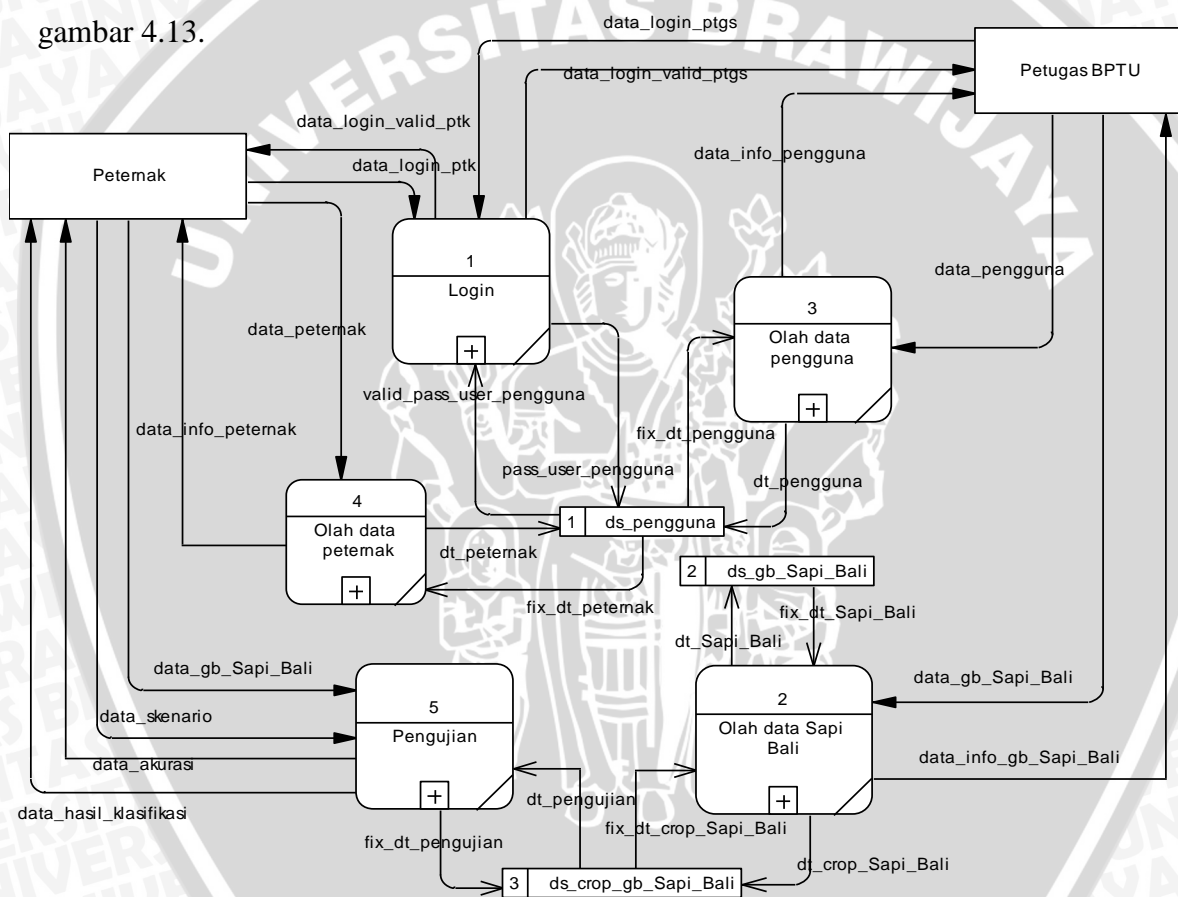 gambar 4.13.
data_login_ptgs
Petugas BPTU
data_login_valid_ptgs
data_login_valid_ptk
data_login_ptk
data_info_pengguna
Peternak
UNIVERSITAS BRAWIJAYA
1
Login
data_pengguna
3
Olah data
pengguna
data_peternak
valid_pass_user_pengguna
data_info_peternak
fix_dt_pengguna
pass_user_pengguna
dt_pengguna
4
Olah data
peternak
1 ds_pengguna
dt_peternak
2 ds_gb_Sapi_Bali
fix_dt_peternak
fix_dt_Sapi_Bali
dt_Sapi_Bali
data_gb_Sapi_Bali
data_gb_Sapi_Bali
5
Pengujian
2
Olah data Sapi
Bali
data_skenario
data_info_gb_Sapi_Bali
data_akurasi
data_hasil_klasifikasi
dt_pengujian
fix_dt_crop_Sapi_Bali
fix_dt_pengujian
dt_crop_Sapi_Bali
3 ds_crop_gb_Sapi_Bali